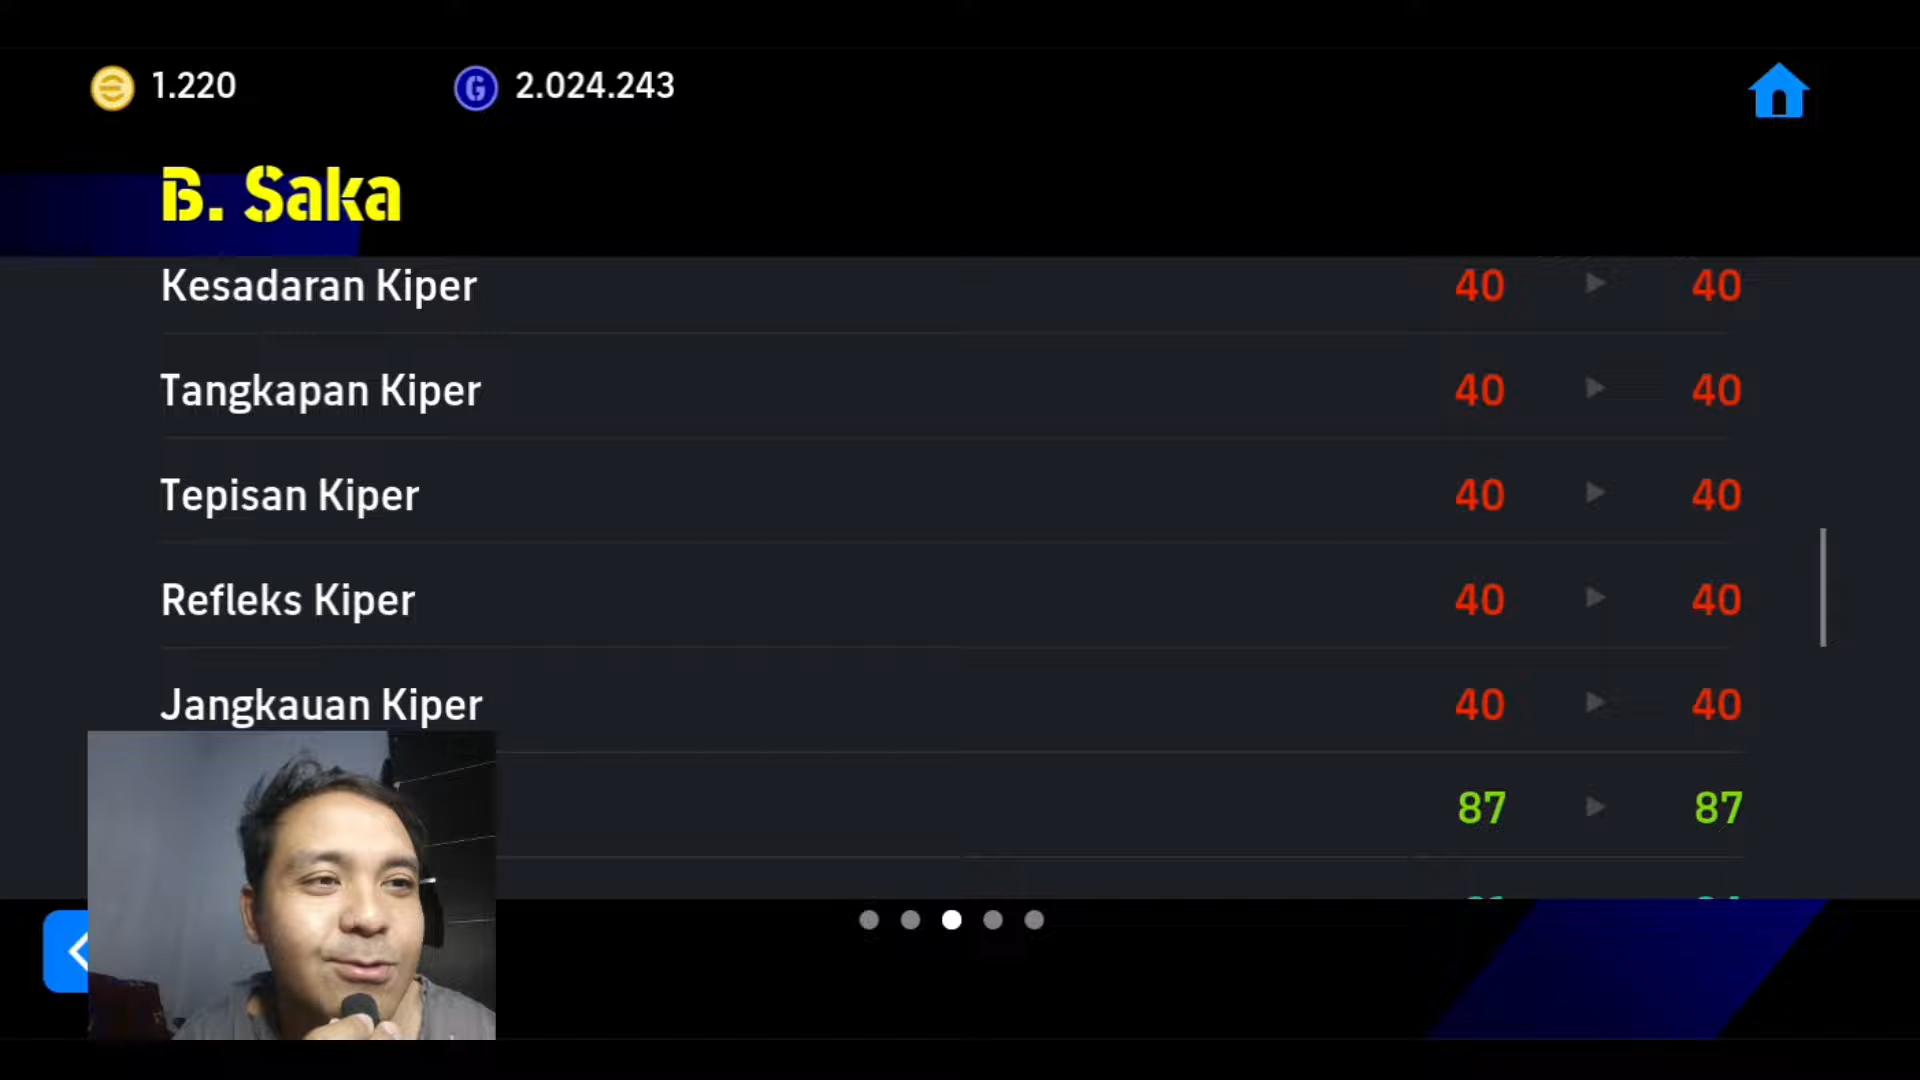 1.220
2.024.243
B. Saka
Kesadaran Kiper 40 40
Tangkapan Kiper 40 40
Tepisan Kiper 40 40
Refleks Kiper 40 40
Jangkauan Kiper 40 40
87 87